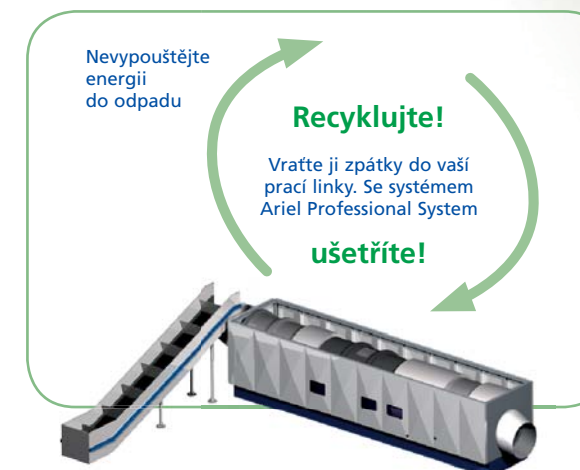 Nevypouštějte
energii
do odpadu
Recyklujte!
Vraťte ji zpátky do vaší
prací linky. Se systémem
Ariel Professional System
ušetříte!